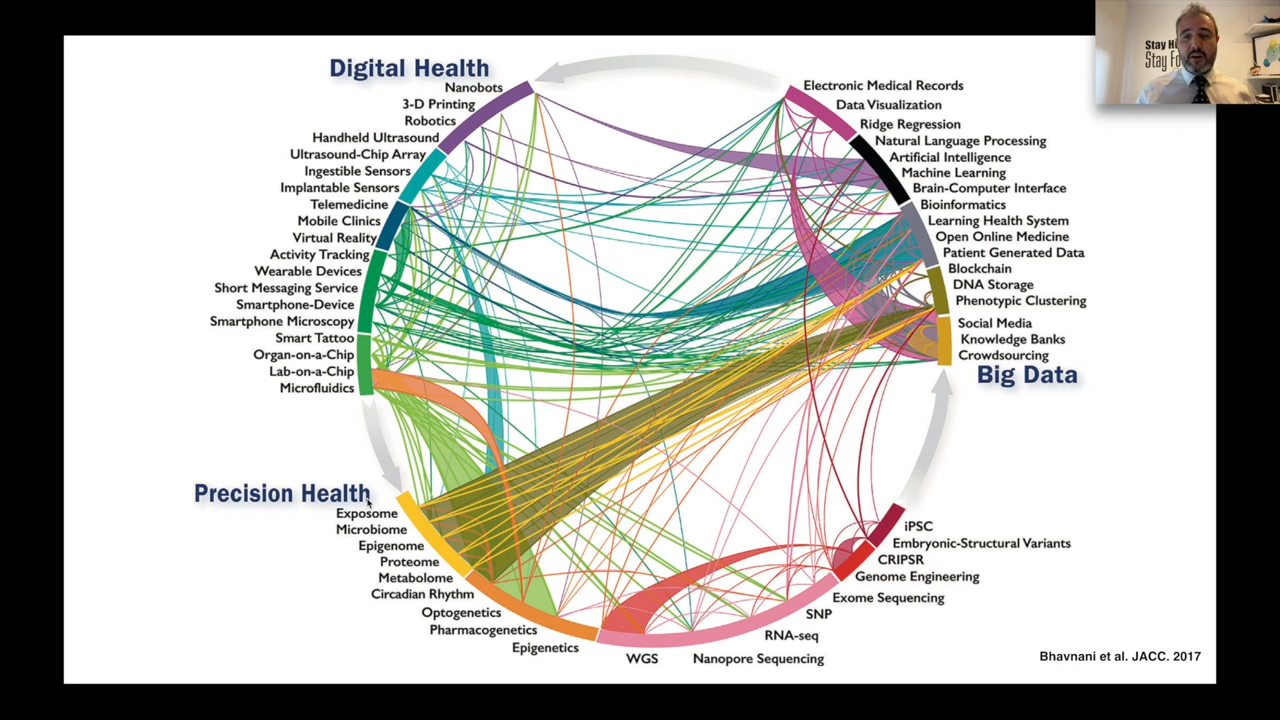 Digital Health
Nanobots
3-D Printing
Robotics
Handheld Ultrasound
Ultrasound-Chip Array
Ingestible Sensors
Implantable Sensors
Telemedicine
Mobile Clinics
Virtual Reality
Activity Tracking
Wearable Devices
Short Messaging Service
Smartphone-Device
Smartphone Microscopy
Smart Tattoo
Organ-on-a-Chip
Lab-on-a-Chip
Microfluidics
Electronic Medical Records
Data Visualization
Ridge Regression
Natural Language Processing
Artificial Intelligence
Machine Learning
Brain-Computer Interface
Bioinformatics
Learning Health System
Open Online Medicine
Patient Generated Data
Blockchain
DNA Storage
Phenotypic Clustering
Social Media
Knowledge Banks
Crowdsourcing
Big Data
Precision Health
Exposome
Microbiome
Epigenome
Proteome
Metabolome
Circadian Rhythm
Optogenetics
Pharmacogenetics
Epigenetics
WGS
Nanopore Sequencing
RNA-seq
SNP
Exome Sequencing
Genome Engineering
CRIPSR
Embryonic-Structural Variants
iPSC
Bhavnani et al. JACC. 2017
Stay
Stay